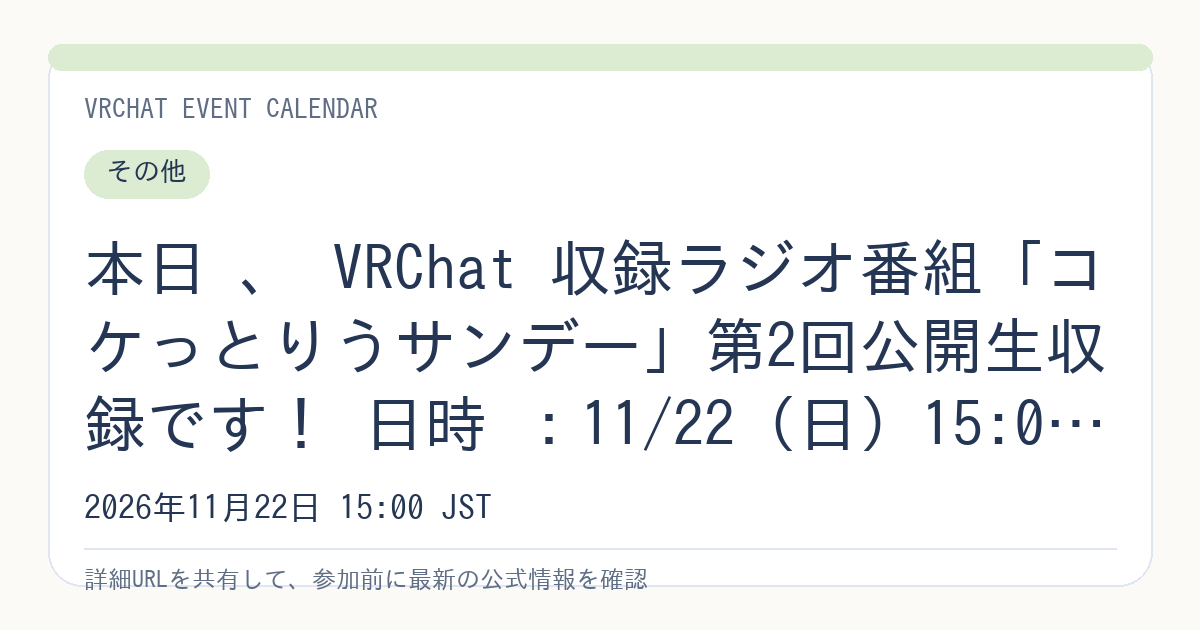 VRCHAT EVENT CALENDAR
その他
本日 、 VRChat 収録ラジオ番組「コ
ケっとりうサンデー」第2回公開生収
録です！ 日時 :11/22（日）15:0…
2026年11月22日 15:00 JST
詳細URLを共有して、参加前に最新の公式情報を確認